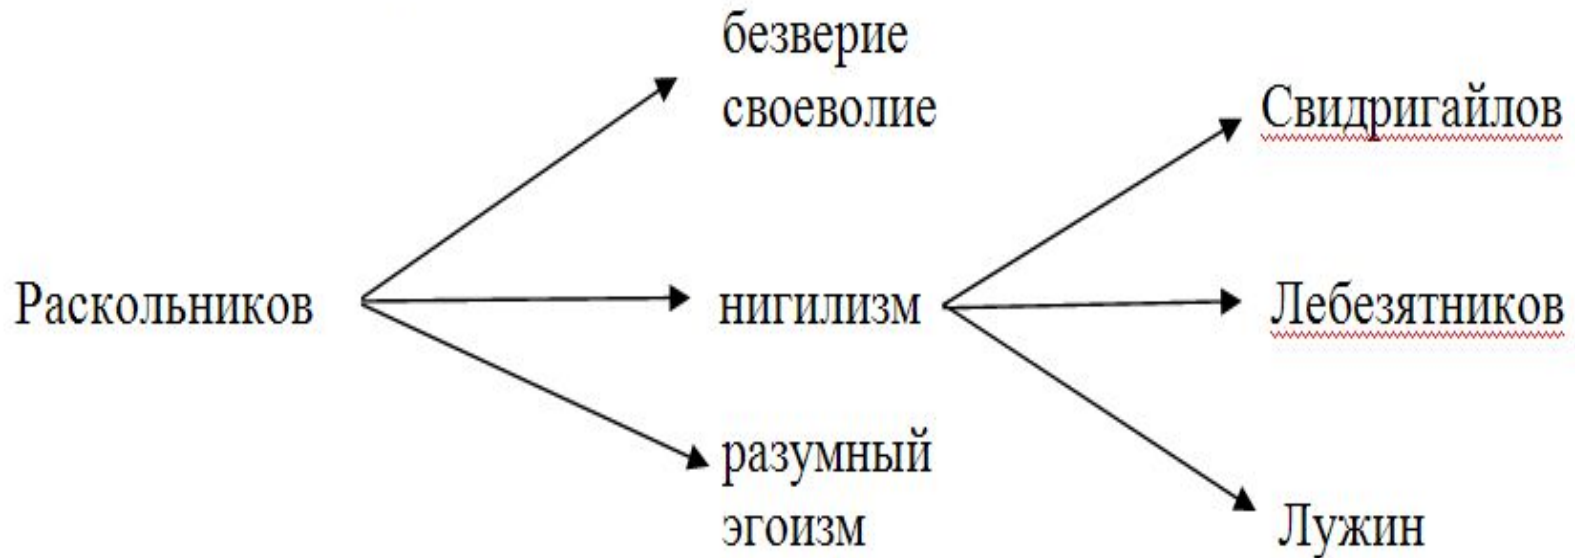 безверие
своеволие
Свидригайлов
Раскольников
нигилизм
Лебезятников
разумный
эгоизм
Лужин